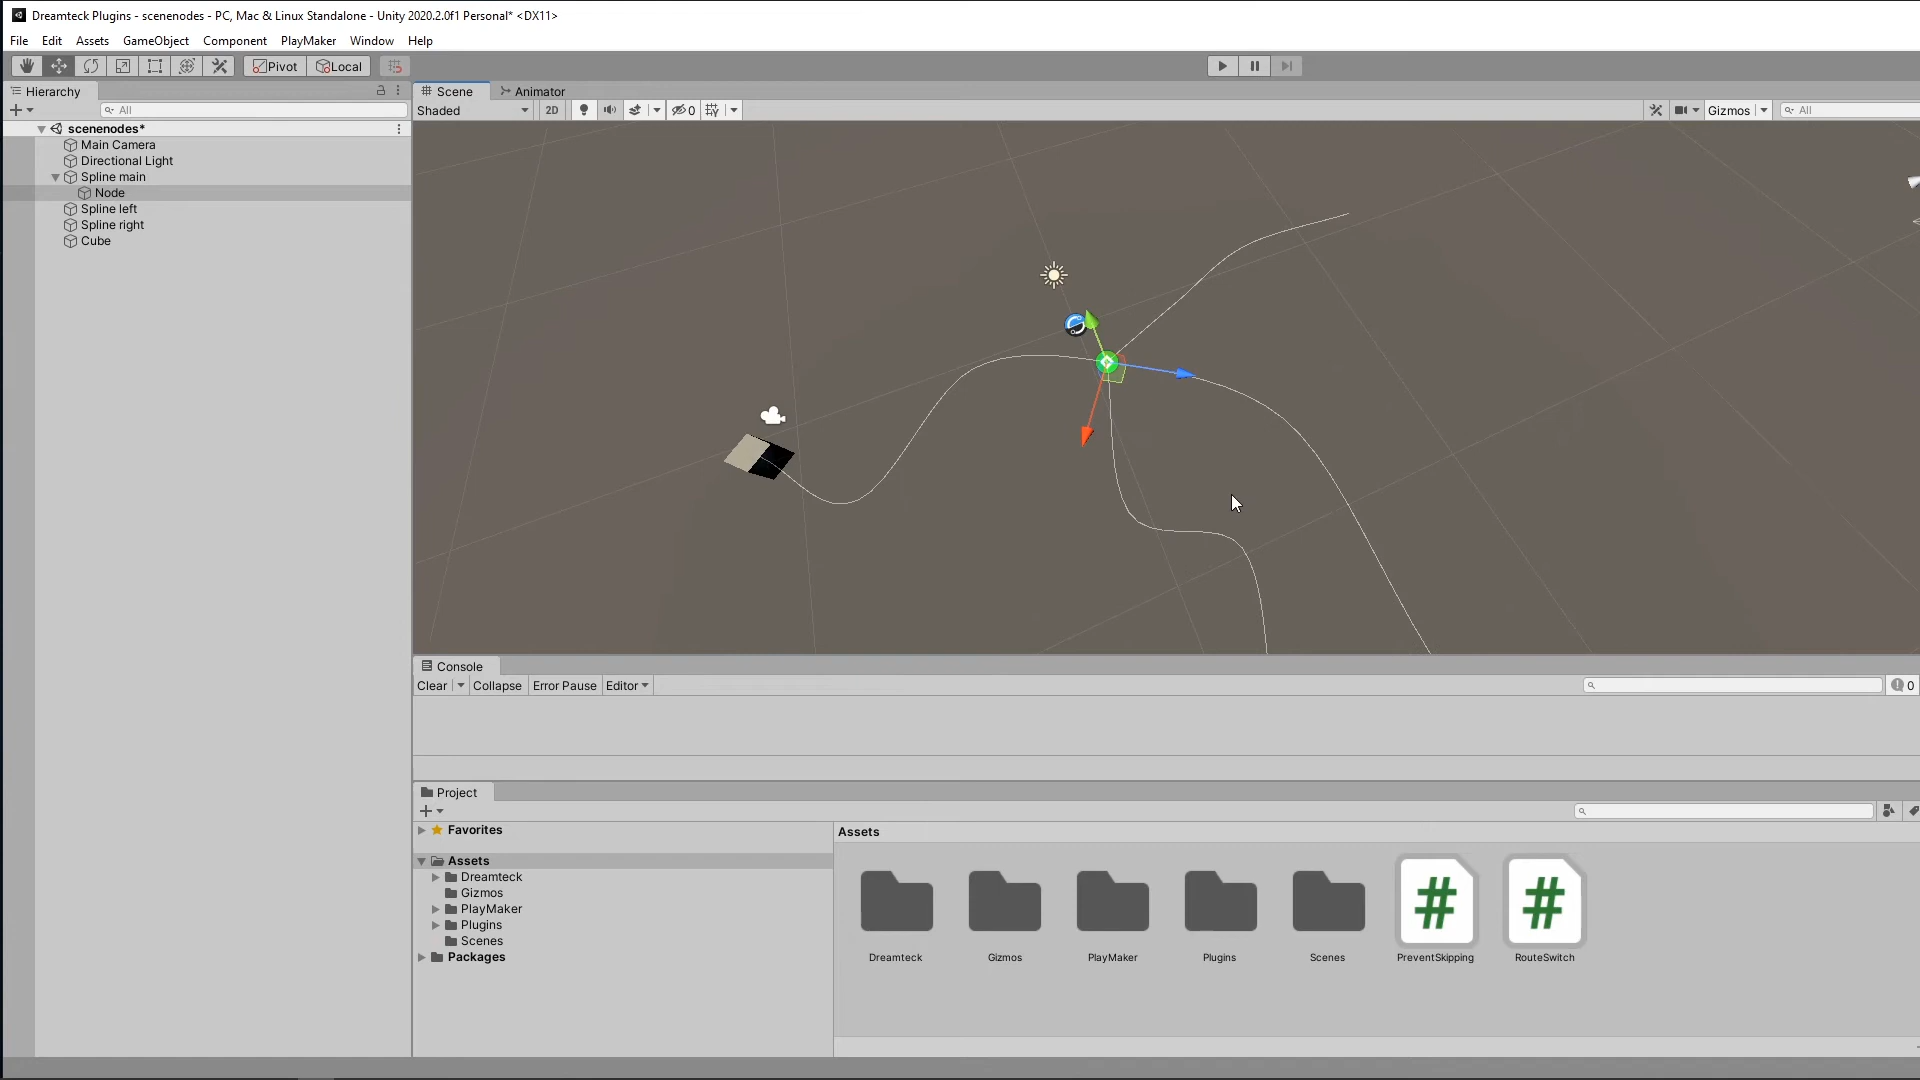 Dreamteck Plugins - scenenodes - PC, Mac & Linux Standalone - Unity 2020.2.0f1 Personal* <DX11>
File Edit Assets GameObject Component PlayMaker Window Help
Pivot Local
Hierarchy
All
scenenodes*
Main Camera
Directional Light
Spline main
Node
Spline left
Spline right
Cube
Scene Animator
Shaded 2D 0 Gizmos All
Console
Clear Collapse Error Pause Editor 0
Project
Favorites
Assets
Dreamteck
Gizmos
PlayMaker
Plugins
Scenes
Packages
Assets
Dreamteck Gizmos PlayMaker Plugins Scenes PreventSkipping RouteSwitch